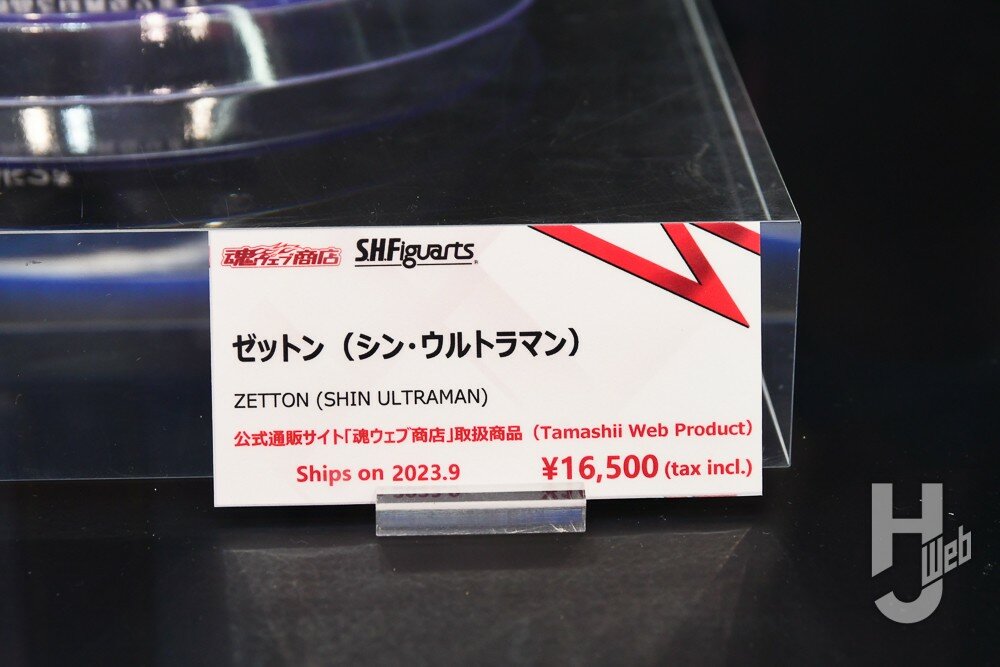 魂ウェブ商店 S.H.Figuarts
ゼットン（シン・ウルトラマン）
ZETTON (SHIN ULTRAMAN)
公式通販サイト「魂ウェブ商店」取扱商品（Tamashii Web Product）
Ships on 2023.9 ¥16,500 (tax incl.)
HJ Web